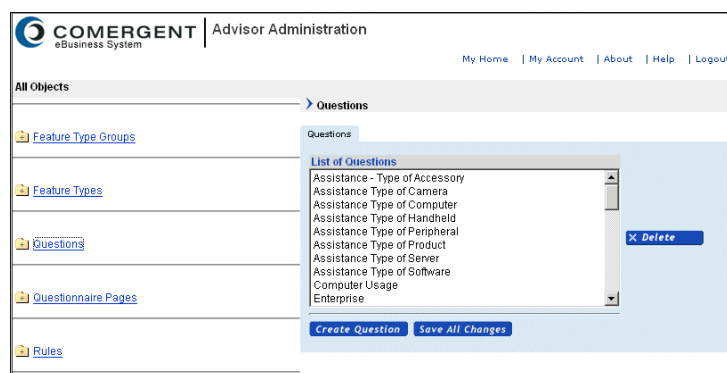 COMERGENT
eBusiness System
Advisor Administration
My Home | My Account | About | Help | Logout
All Objects
Questions
Feature Type Groups
Questions
List of Questions
Assistance - Type of Accessory
Assistance Type of Camera
Feature Types
Assistance Type of Computer
Assistance Type of Handheld
Assistance Type of Peripheral
Assistance Type of Product
Assistance Type of Server
Assistance Type of Software
Computer Usage
Enterprise
Delete
Questions
Questionnaire Pages
Create Question Save All Changes
Rules